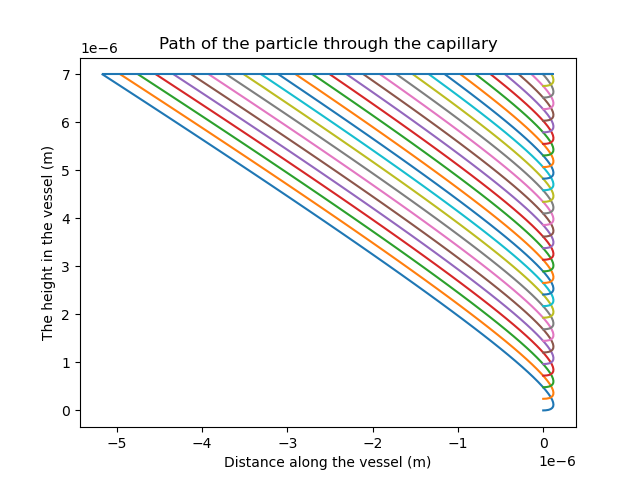 Path of the particle through the capillary
1e−6
7
6
5
4
3
2
1
0
The height in the vessel (m)
−5 −4 −3 −2 −1 0
1e−6
Distance along the vessel (m)